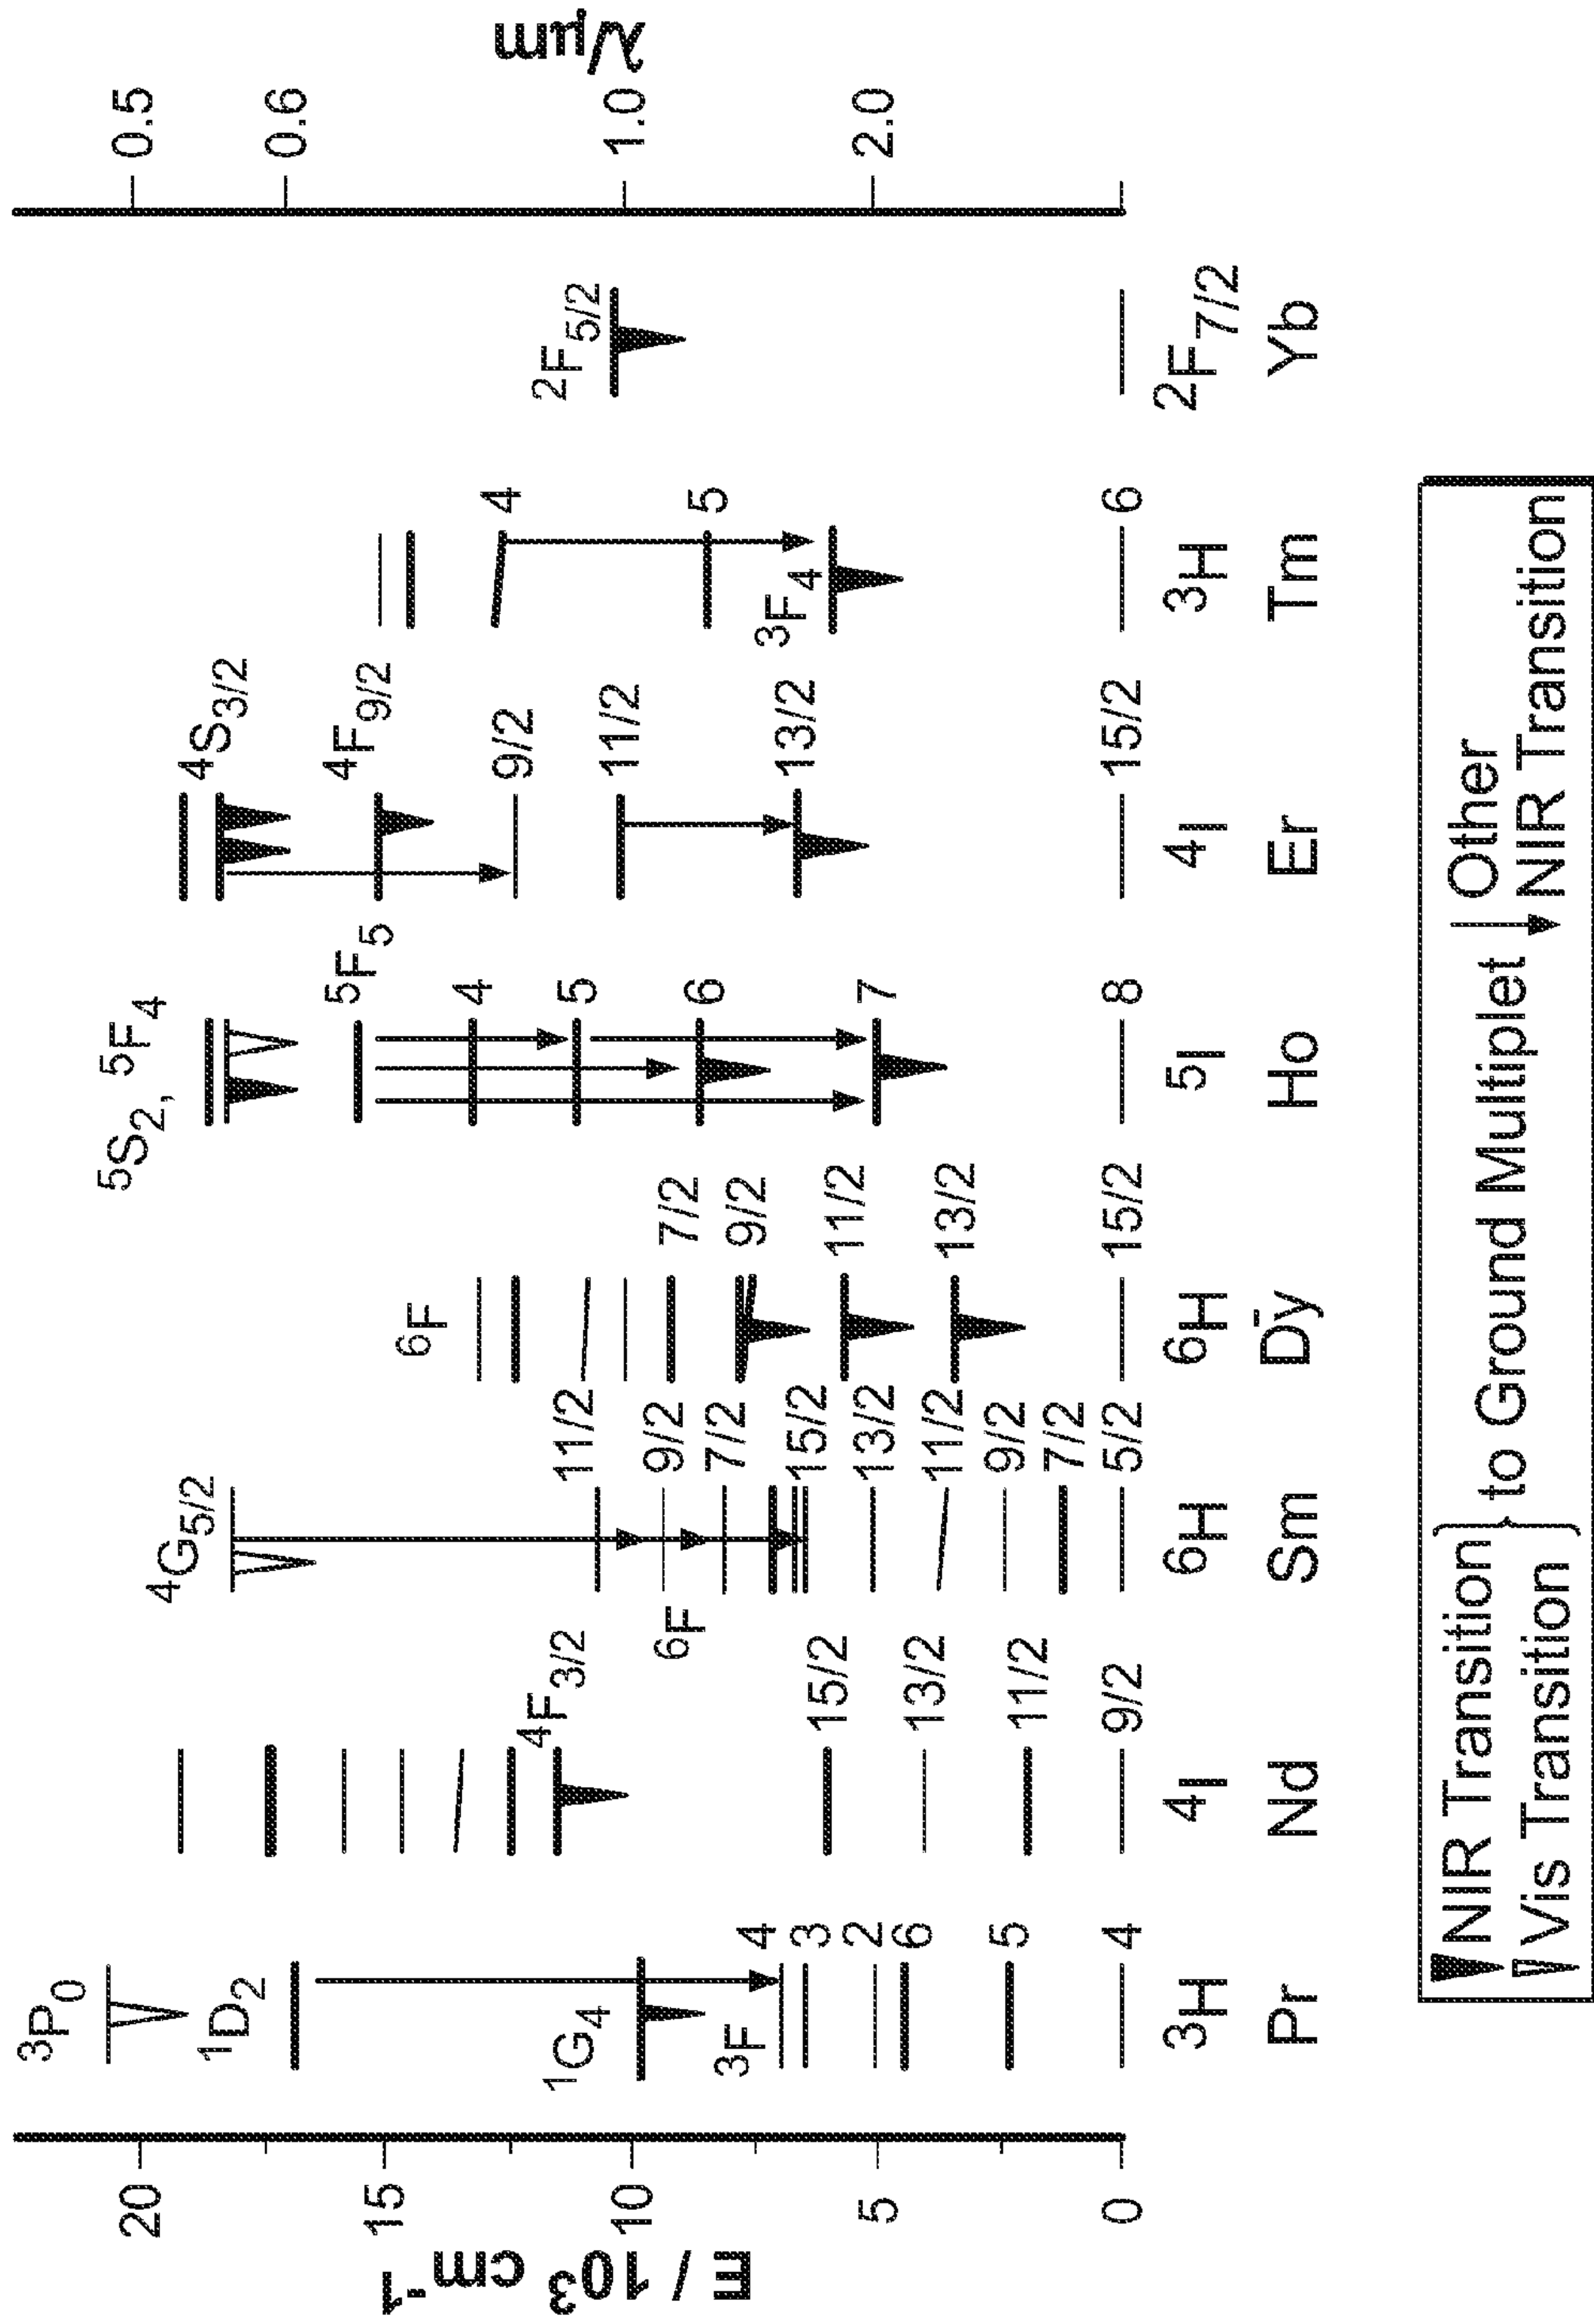 E / 10³ cm⁻¹
20
15
10
5
0
³P₀
¹D₂
¹G₄
³F
4
3
2
6
5
4
³H
Pr
⁴F₃/₂
15/2
13/2
11/2
9/2
⁴I
Nd
⁴G₅/₂
11/2
⁶F
9/2
7/2
15/2
13/2
11/2
9/2
7/2
5/2
⁶H
Sm
⁶F
7/2
9/2
11/2
13/2
15/2
⁶H
Dy
⁵S₂, ⁵F₄
⁵F₅
4
5
6
7
8
⁵I
Ho
⁴S₃/₂
⁴F₉/₂
9/2
11/2
13/2
15/2
⁴I
Er
4
5
³F₄
6
³H
Tm
²F₅/₂
²F₇/₂
Yb
0.5
0.6
1.0
2.0
λ/μm
NIR Transition
Vis Transition
to Ground Multiplet
Other
NIR Transition